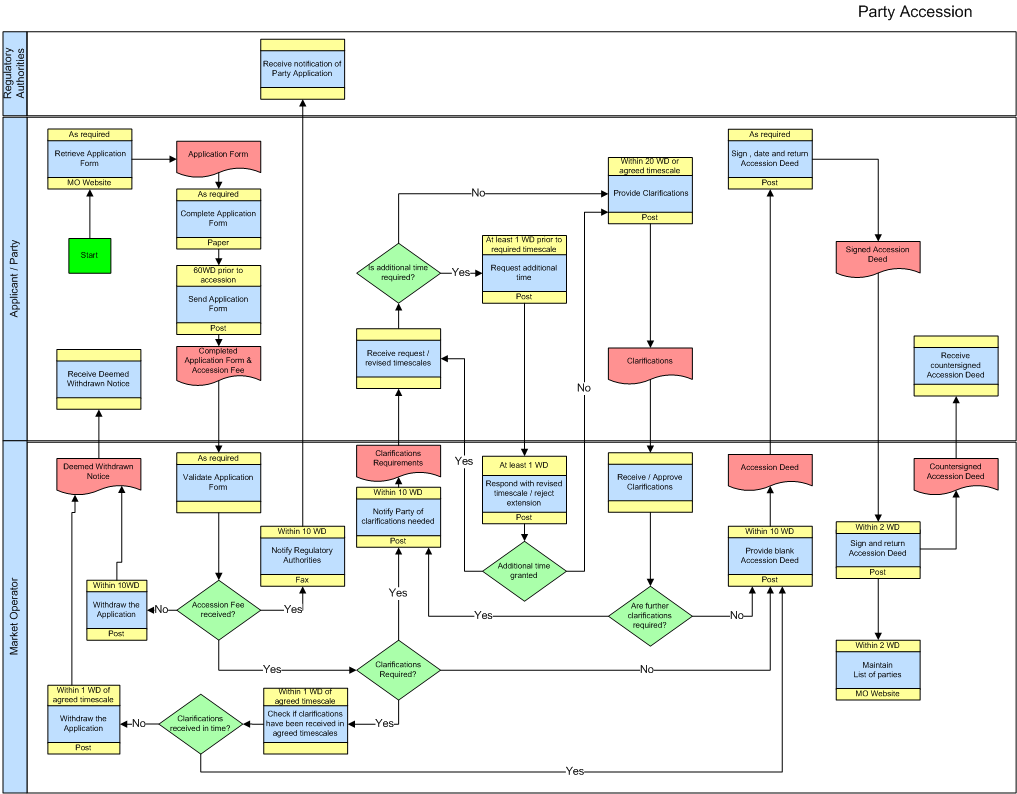 Party Accession
Regulatory
Authorities
Receive notification of
Party Application
Applicant / Party
As required
Retrieve Application
Form
MO Website
Start
Application Form
As required
Complete Application
Form
Paper
60WD prior to
accession
Send Application
Form
Post
Completed
Application Form &
Accession Fee
Receive Deemed
Withdrawn Notice
Is additional time
required?
No
Yes
At least 1 WD prior to
required timescale
Request additional
time
Post
Receive request /
revised timescales
Within 20 WD or
agreed timescale
Provide Clarifications
Post
No
Clarifications
As required
Sign , date and return
Accession Deed
Post
Signed Accession
Deed
Receive
countersigned
Accession Deed
Market Operator
Deemed Withdrawn
Notice
As required
Validate Application
Form
Within 10 WD
Notify Regulatory
Authorities
Fax
Clarifications
Requirements
Within 10 WD
Notify Party of
clarifications needed
Post
Yes
At least 1 WD
Respond with revised
timescale / reject
extension
Post
Additional time
granted
Receive / Approve
Clarifications
Accession Deed
Within 10 WD
Provide blank
Accession Deed
Post
Countersigned
Accession Deed
Within 2 WD
Sign and return
Accession Deed
Post
Within 10WD
Withdraw the
Application
Post
No
Accession Fee
received?
Yes
Yes
Yes
Yes
Are further
clarifications
required?
No
Clarifications
Required?
No
Within 2 WD
Maintain
List of parties
MO Website
Within 1 WD of
agreed timescale
Withdraw the
Application
Post
No
Clarifications
received in time?
Within 1 WD of
agreed timescale
Check if clarifications
have been received in
agreed timescales
Yes
Yes